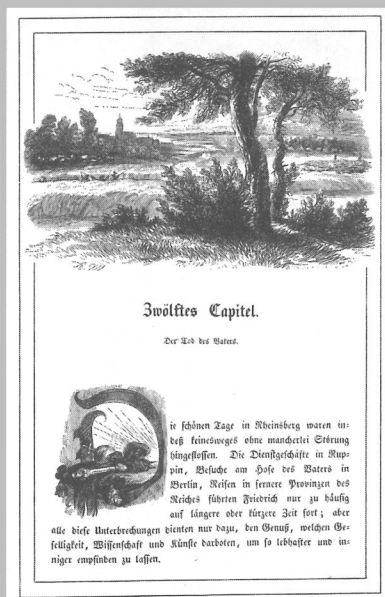 Zwölftes Capitel.
Der Tod des Vaters.
Die schönen Tage in Rheinsberg waren in-
deß keinesweges ohne mancherlei Störung
hingeflossen. Die Dienstgeschäfte in Rup-
pin, Besuche am Hofe des Vaters in
Berlin, Reisen in fernere Provinzen des
Reiches führten Friedrich nur zu häufig
auf längere oder kürzere Zeit fort; aber
alle diese Unterbrechungen dienten nur dazu, den Genuß, welchen Ge-
selligkeit, Wissenschaft und Künste darboten, um so lebhafter und in-
niger empfinden zu lassen.